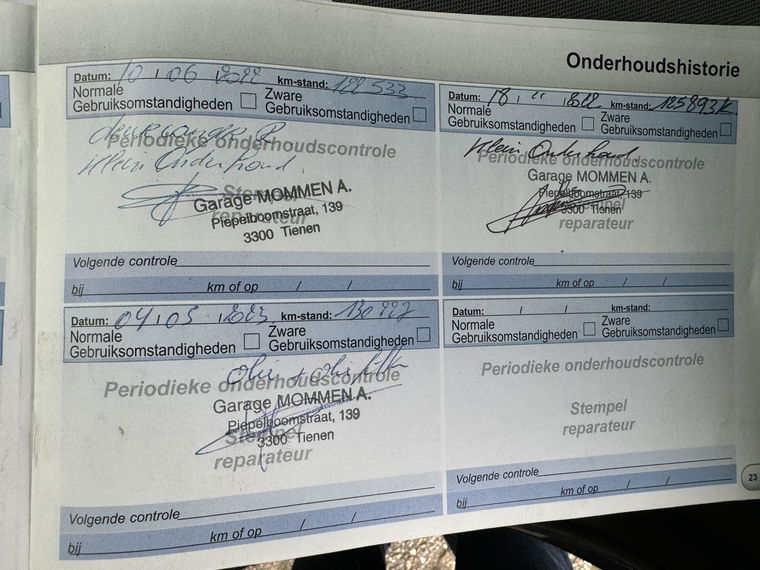 Onderhoudshistorie
Datum: 10 / 06 / 2022 km-stand: 122 533
Normale
Gebruiksomstandigheden
Zware
Gebruiksomstandigheden
Periodieke onderhoudscontrole
Klein Onderhoud.
Stempel
reparateur
Garage MOMMEN A.
Piepelboomstraat, 139
3300 Tienen
Volgende controle
bij km of op / /
Datum: 18 / 11 / 2022 km-stand: 125893 K
Normale
Gebruiksomstandigheden
Zware
Gebruiksomstandigheden
Klein Onderhoud.
Periodieke onderhoudscontrole
Garage MOMMEN A.
Piepelboomstraat, 139
3300 Tienen
Stempel
reparateur
Volgende controle
bij km of op / /
Datum: 04 / 03 / 2023 km-stand:
Normale
Gebruiksomstandigheden
Zware
Gebruiksomstandigheden
Olie + olie filter
Periodieke onderhoudscontrole
Garage MOMMEN A.
Piepelboomstraat, 139
3300 Tienen
Stempel
reparateur
Volgende controle
bij km of op / /
Datum: / / km-stand:
Normale
Gebruiksomstandigheden
Zware
Gebruiksomstandigheden
Periodieke onderhoudscontrole
Stempel
reparateur
Volgende controle
bij km of op / /
23